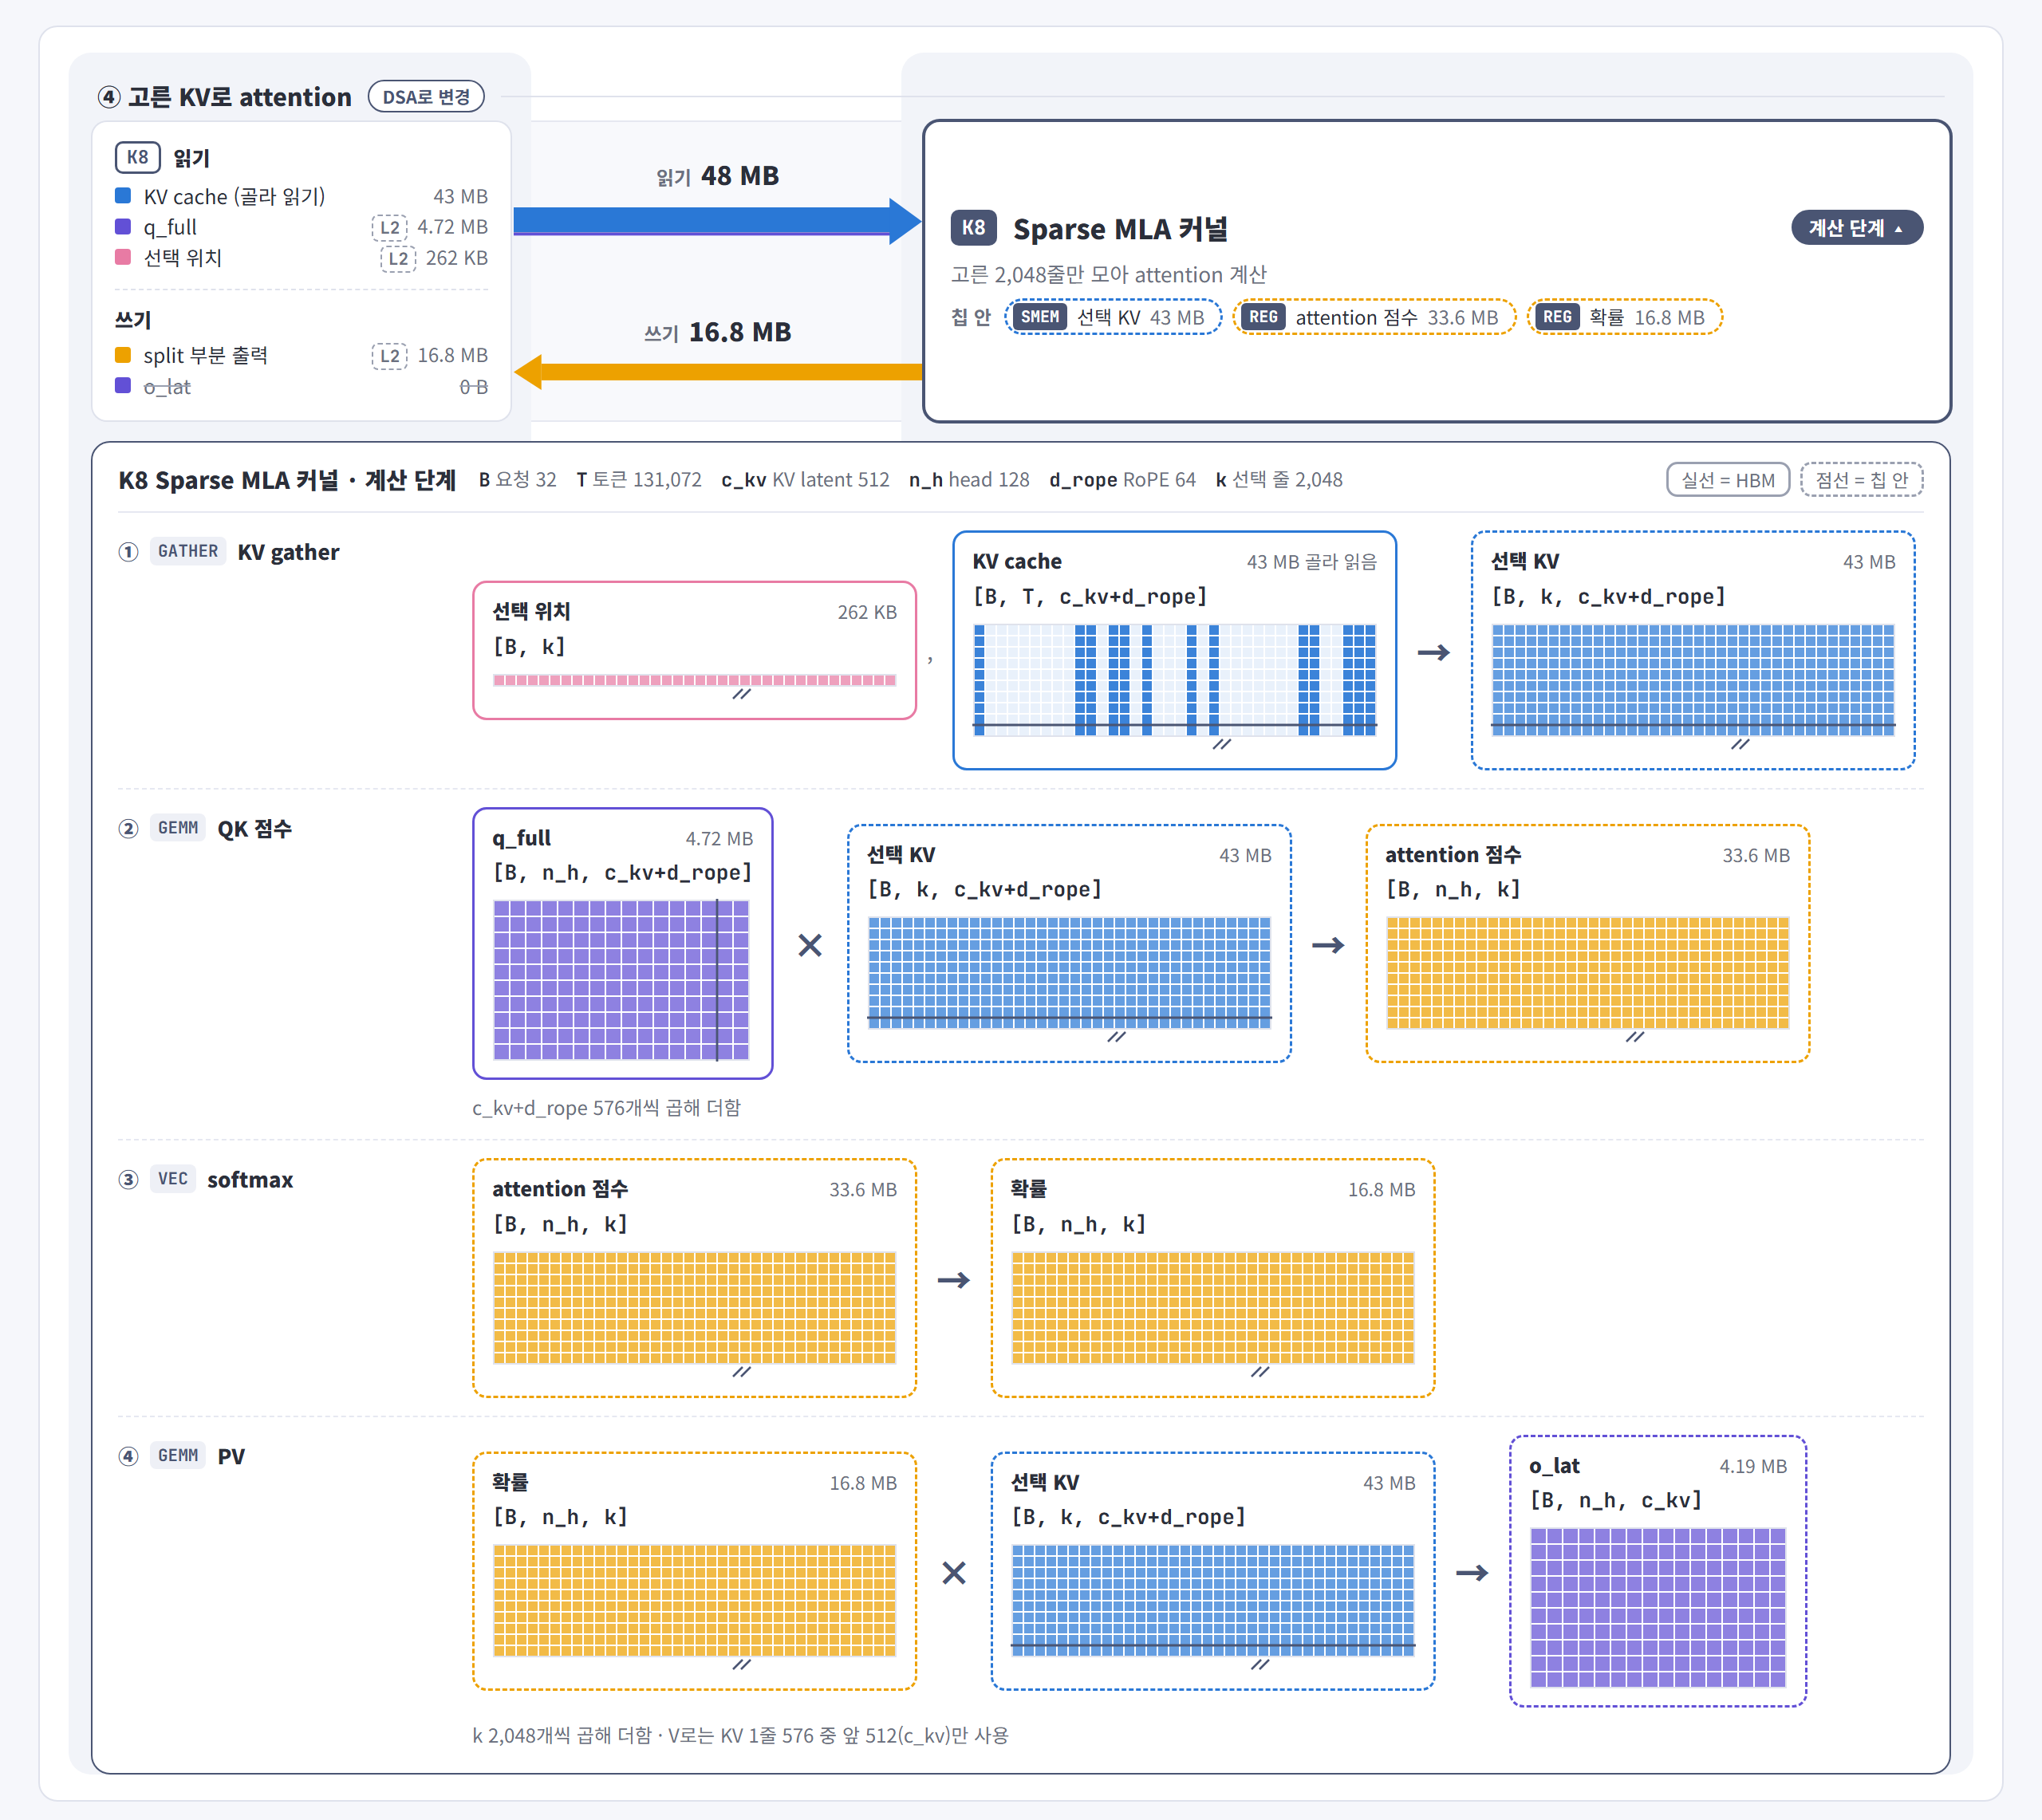 ④ 고른 KV로 attention DSA로 변경
K8 읽기
KV cache (골라 읽기) 43 MB
q_full L2 4.72 MB
선택 위치 L2 262 KB
쓰기
split 부분 출력 L2 16.8 MB
o_lat 0 B
읽기 48 MB
쓰기 16.8 MB
K8 Sparse MLA 커널 계산 단계 ▲
고른 2,048줄만 모아 attention 계산
칩 안 SMEM 선택 KV 43 MB REG attention 점수 33.6 MB REG 확률 16.8 MB
K8 Sparse MLA 커널 · 계산 단계 B 요청 32 T 토큰 131,072 c_kv KV latent 512 n_h head 128 d_rope RoPE 64 k 선택 줄 2,048 실선 = HBM 점선 = 칩 안
① GATHER KV gather
선택 위치 262 KB
[B, k]
,
KV cache 43 MB 골라 읽음
[B, T, c_kv+d_rope]
→
선택 KV 43 MB
[B, k, c_kv+d_rope]
② GEMM QK 점수
q_full 4.72 MB
[B, n_h, c_kv+d_rope]
×
선택 KV 43 MB
[B, k, c_kv+d_rope]
→
attention 점수 33.6 MB
[B, n_h, k]
c_kv+d_rope 576개씩 곱해 더함
③ VEC softmax
attention 점수 33.6 MB
[B, n_h, k]
→
확률 16.8 MB
[B, n_h, k]
④ GEMM PV
확률 16.8 MB
[B, n_h, k]
×
선택 KV 43 MB
[B, k, c_kv+d_rope]
→
o_lat 4.19 MB
[B, n_h, c_kv]
k 2,048개씩 곱해 더함 · V로는 KV 1줄 576 중 앞 512(c_kv)만 사용